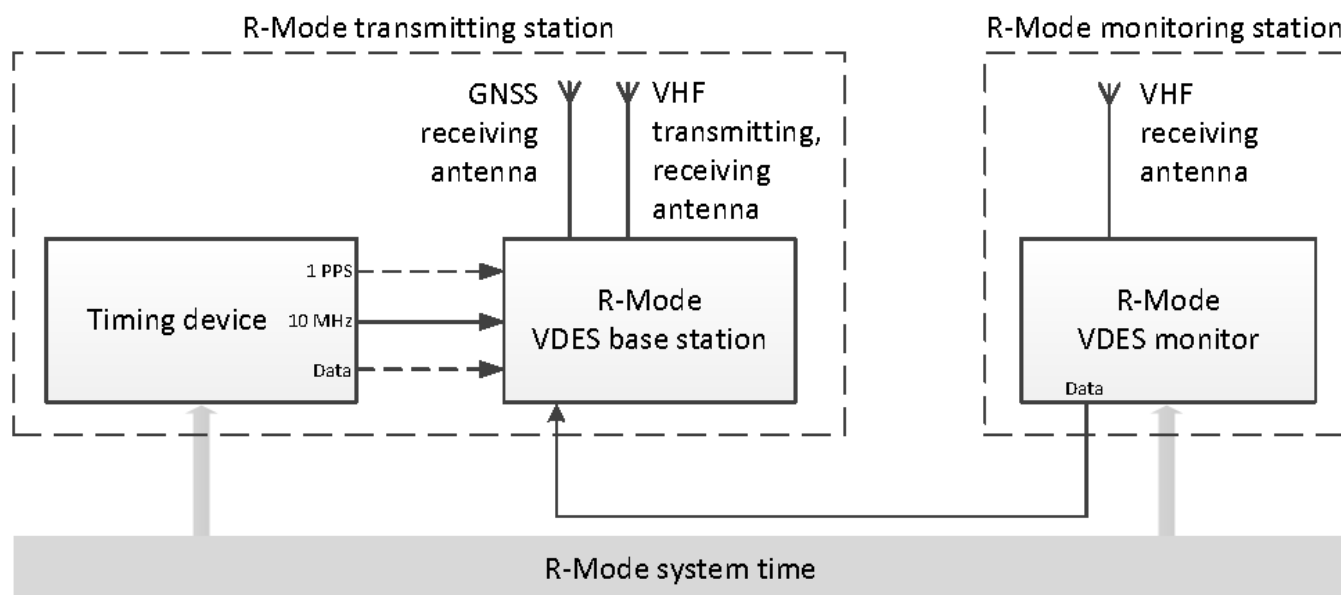 R-Mode transmitting station
R-Mode monitoring station
GNSS
receiving
antenna
VHF
transmitting,
receiving
antenna
VHF
receiving
antenna
Timing device
1 PPS
10 MHz
Data
R-Mode
VDES base station
R-Mode
VDES monitor
Data
R-Mode system time